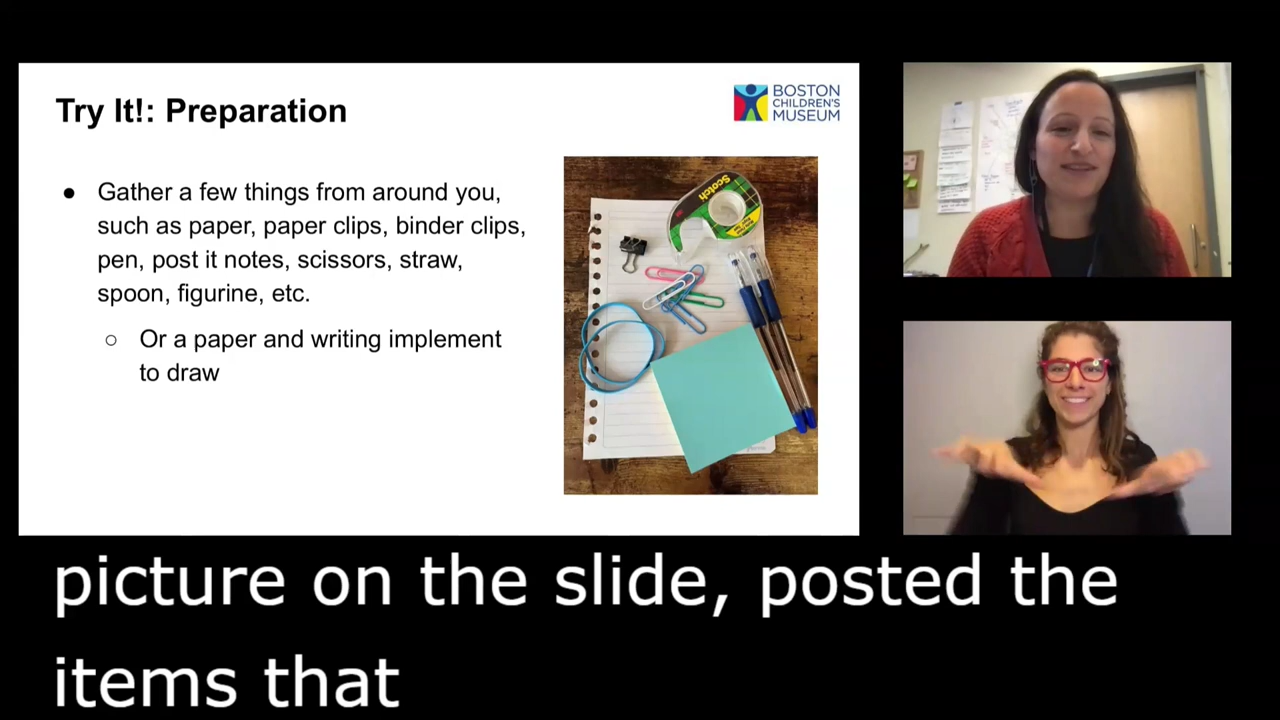 Try It!: Preparation
BOSTON
CHILDREN'S
MUSEUM
● Gather a few things from around you,
such as paper, paper clips, binder clips,
pen, post it notes, scissors, straw,
spoon, figurine, etc.
○ Or a paper and writing implement
to draw
Scotch
picture on the slide, posted the
items that